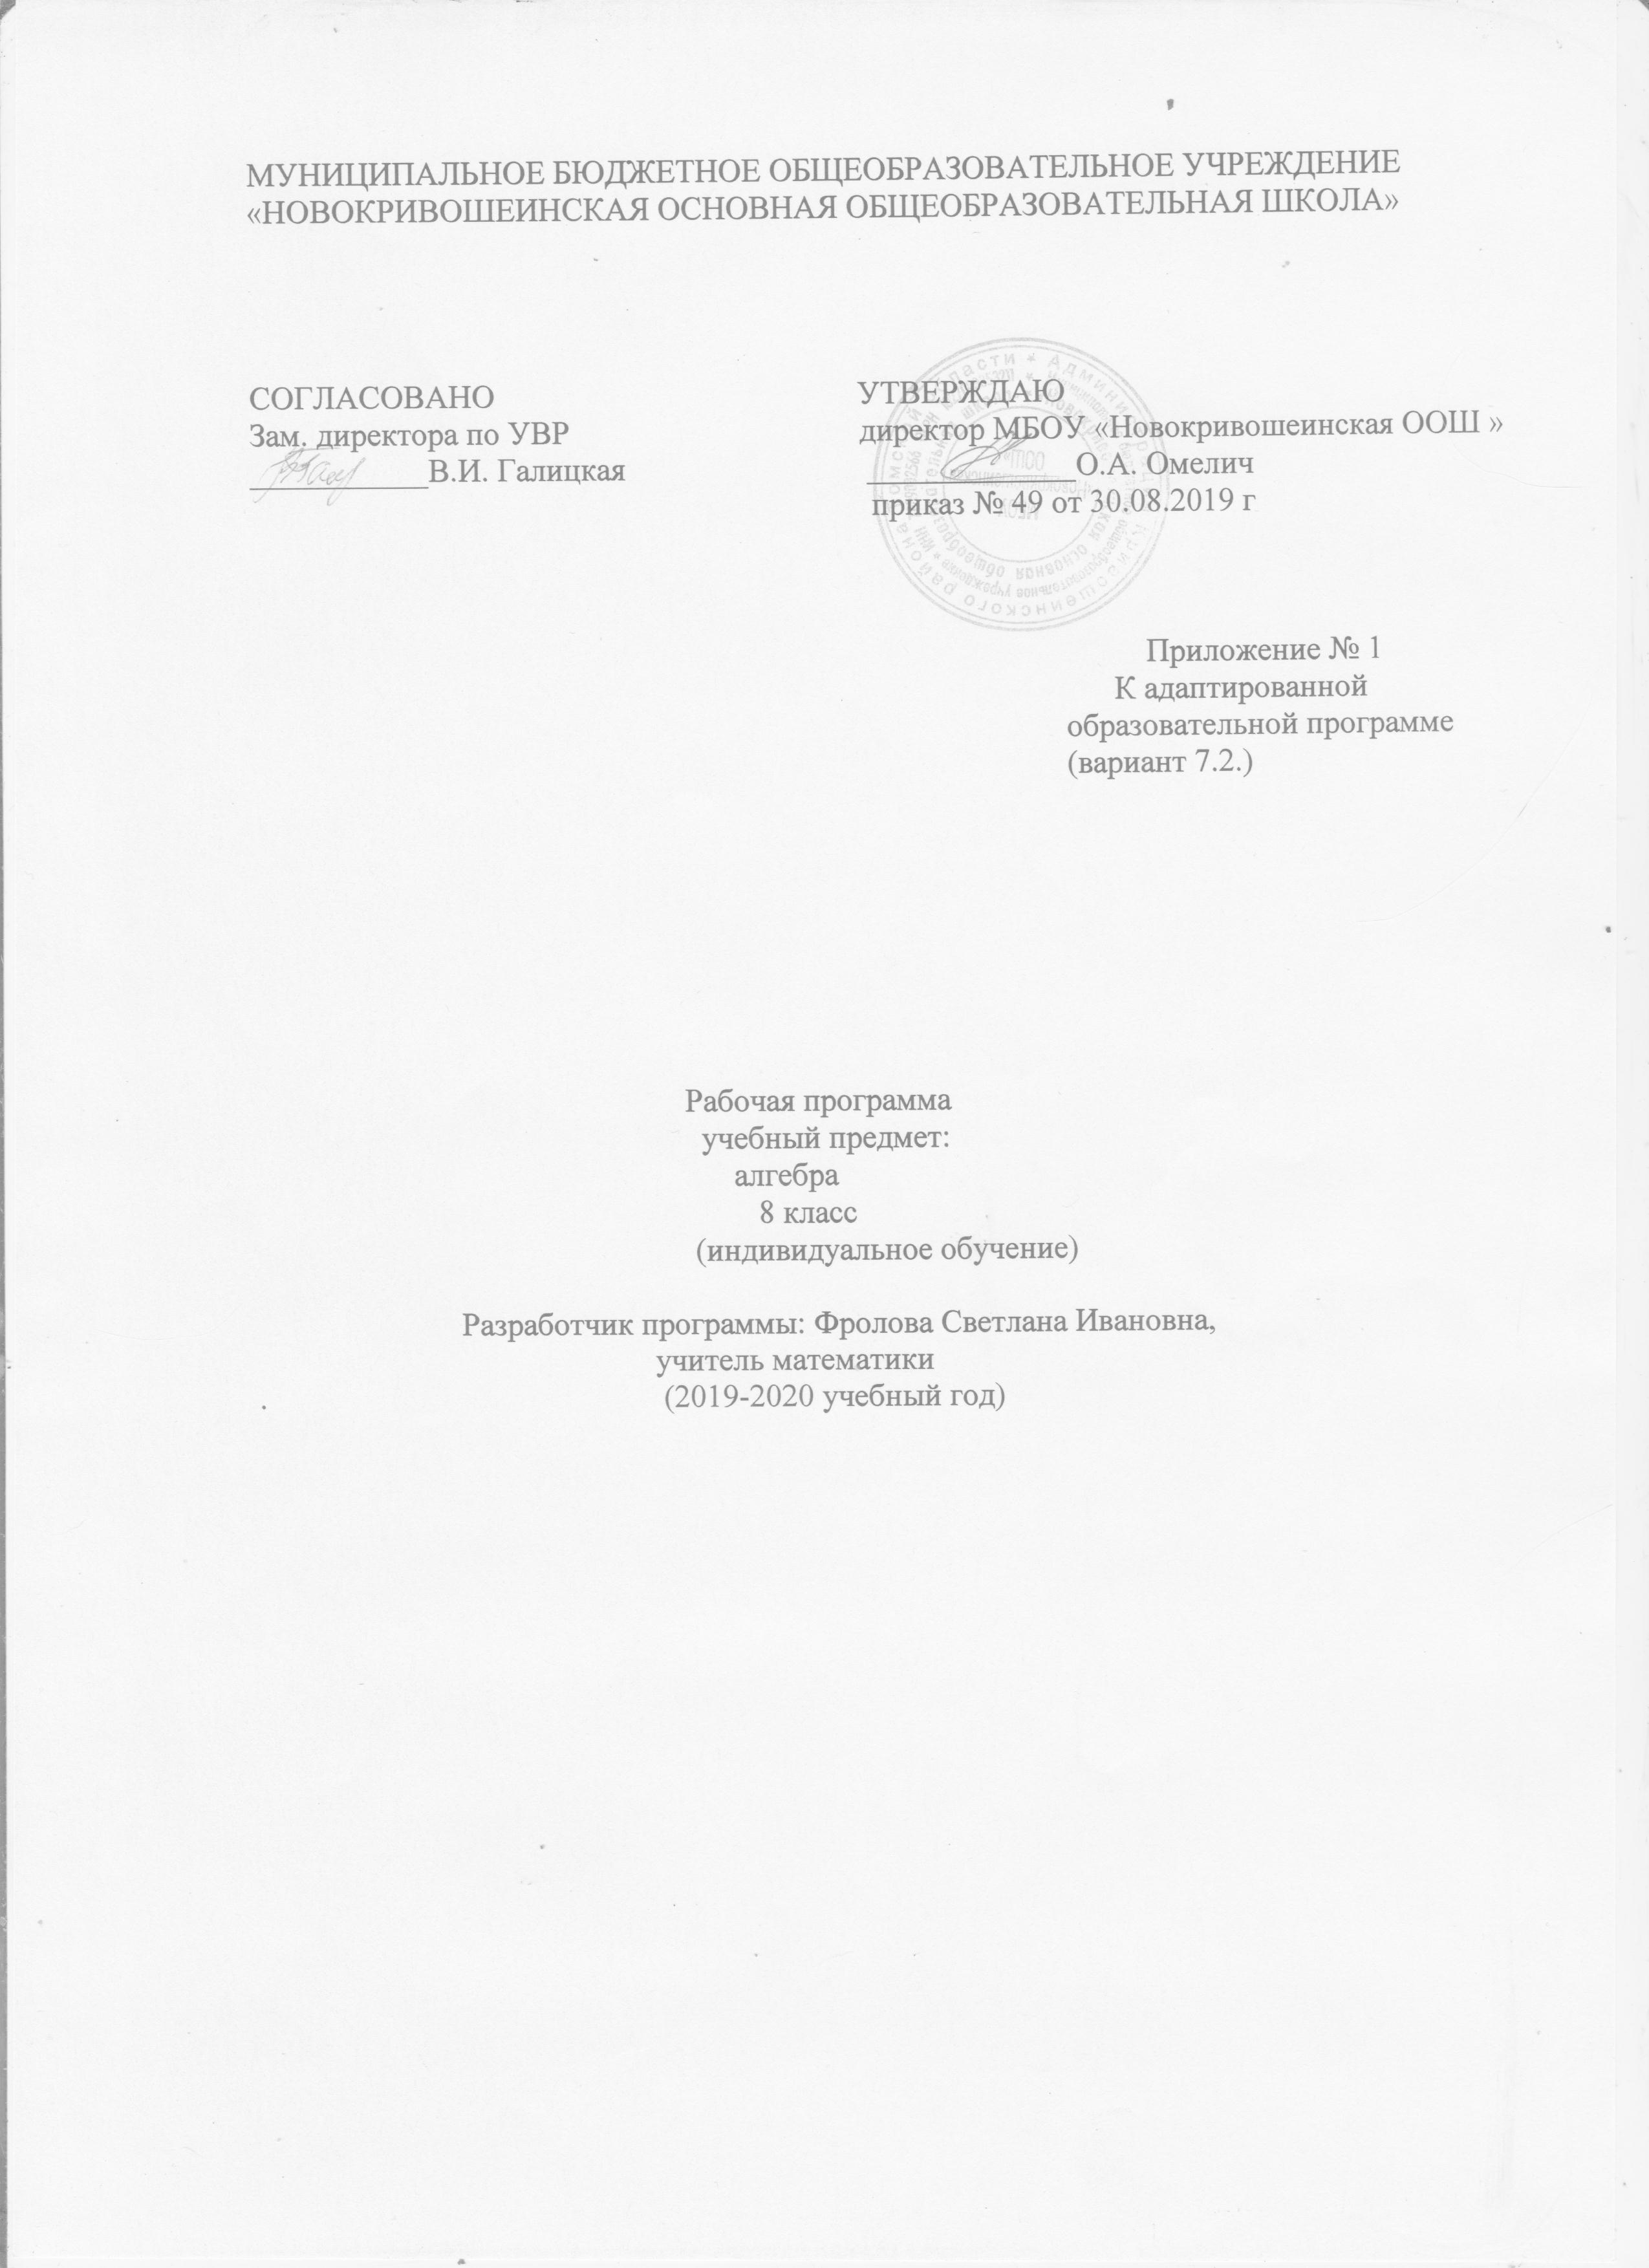 МУНИЦИПАЛЬНОЕ БЮДЖЕТНОЕ ОБЩЕОБРАЗОВАТЕЛЬНОЕ УЧРЕЖДЕНИЕ
«НОВОКРИВОШЕИНСКАЯ ОСНОВНАЯ ОБЩЕОБРАЗОВАТЕЛЬНАЯ ШКОЛА»
СОГЛАСОВАНО
Зам. директора по УВР
___________В.И. Галицкая
УТВЕРЖДАЮ
директор МБОУ «Новокривошеинская ООШ »
_____________О.А. Омелич
приказ № 49 от 30.08.2019 г
Приложение № 1
К адаптированной
образовательной программе
(вариант 7.2.)
Рабочая программа
учебный предмет:
алгебра
8 класс
(индивидуальное обучение)
Разработчик программы: Фролова Светлана Ивановна,
учитель математики
(2019-2020 учебный год)